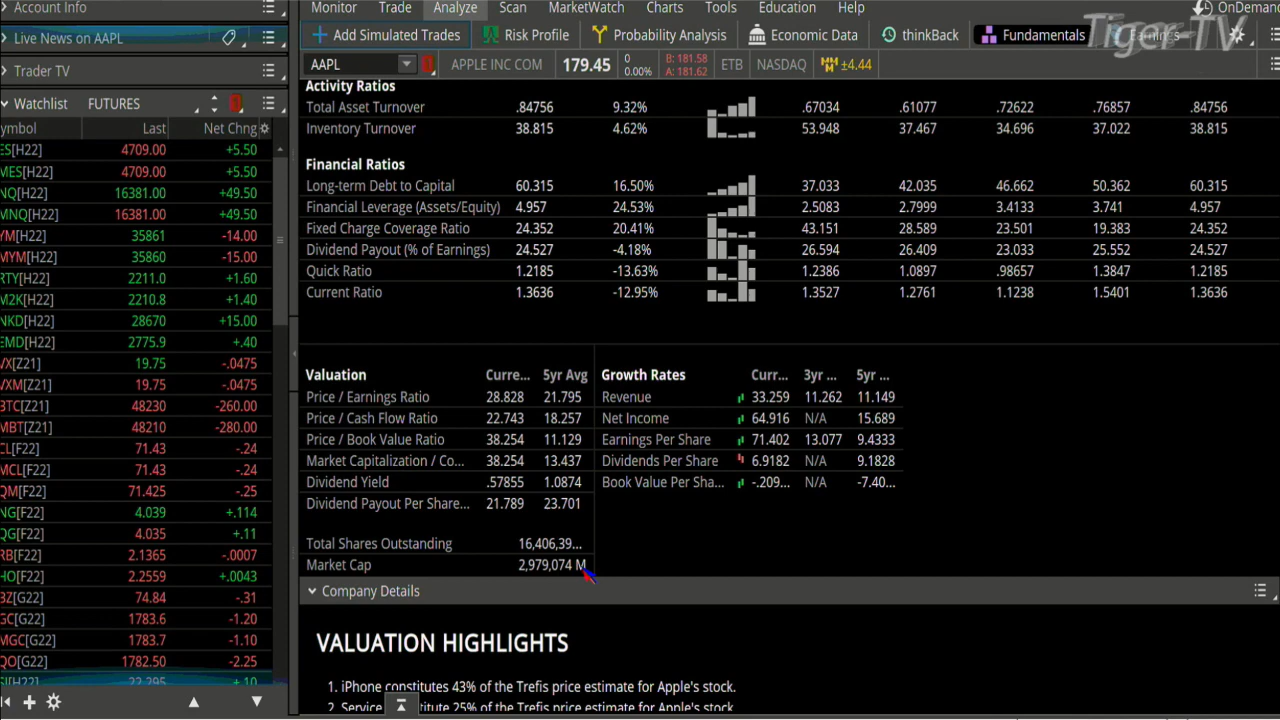 Account Info
Monitor Trade Analyze Scan MarketWatch Charts Tools Education Help OnDemand
Live News on AAPL
Add Simulated Trades Risk Profile Probability Analysis Economic Data thinkBack Fundamentals Earnings
Tiger-TV
Trader TV
AAPL APPLE INC COM 179.45 0 0.00% B: 181.58 A: 181.62 ETB NASDAQ ±4.44
Watchlist FUTURES
ymbol Last Net Chng
ES[H22] 4709.00 +5.50
MES[H22] 4709.00 +5.50
NQ[H22] 16381.00 +49.50
MNQ[H22] 16381.00 +49.50
YM[H22] 35861 -14.00
MYM[H22] 35860 -15.00
RTY[H22] 2211.0 +1.60
M2K[H22] 2210.8 +1.40
NKD[H22] 28670 +15.00
EMD[H22] 2775.9 +.40
VX[Z21] 19.75 -.0475
VXM[Z21] 19.75 -.0475
BTC[Z21] 48230 -260.00
MBT[Z21] 48210 -280.00
CL[F22] 71.43 -.24
MCL[F22] 71.43 -.24
QM[F22] 71.425 -.25
NG[F22] 4.039 +.114
QG[F22] 4.035 +.11
RB[F22] 2.1365 -.0007
HO[F22] 2.2559 +.0043
BZ[G22] 74.84 -.31
GC[G22] 1783.6 -1.20
MGC[G22] 1783.7 -1.10
QO[G22] 1782.50 -2.25
SI[H22] 22.295 +.10
Activity Ratios
Total Asset Turnover .84756 9.32% .67034 .61077 .72622 .76857 .84756
Inventory Turnover 38.815 4.62% 53.948 37.467 34.696 37.022 38.815
Financial Ratios
Long-term Debt to Capital 60.315 16.50% 37.033 42.035 46.662 50.362 60.315
Financial Leverage (Assets/Equity) 4.957 24.53% 2.5083 2.7999 3.4133 3.741 4.957
Fixed Charge Coverage Ratio 24.352 20.41% 43.151 28.589 23.501 19.383 24.352
Dividend Payout (% of Earnings) 24.527 -4.18% 26.594 26.409 23.033 25.552 24.527
Quick Ratio 1.2185 -13.63% 1.2386 1.0897 .98657 1.3847 1.2185
Current Ratio 1.3636 -12.95% 1.3527 1.2761 1.1238 1.5401 1.3636
Valuation Curre... 5yr Avg
Price / Earnings Ratio 28.828 21.795
Price / Cash Flow Ratio 22.743 18.257
Price / Book Value Ratio 38.254 11.129
Market Capitalization / Co... 38.254 13.437
Dividend Yield .57855 1.0874
Dividend Payout Per Share... 21.789 23.701
Total Shares Outstanding 16,406,39...
Market Cap 2,979,074 M
Growth Rates Curr... 3yr ... 5yr ...
Revenue 33.259 11.262 11.149
Net Income 64.916 N/A 15.689
Earnings Per Share 71.402 13.077 9.4333
Dividends Per Share 6.9182 N/A 9.1828
Book Value Per Sha... -.209... N/A -7.40...
Company Details
VALUATION HIGHLIGHTS
1. iPhone constitutes 43% of the Trefis price estimate for Apple's stock.
2. Service titute 25% of the Trefis price estimate for Apple's stock